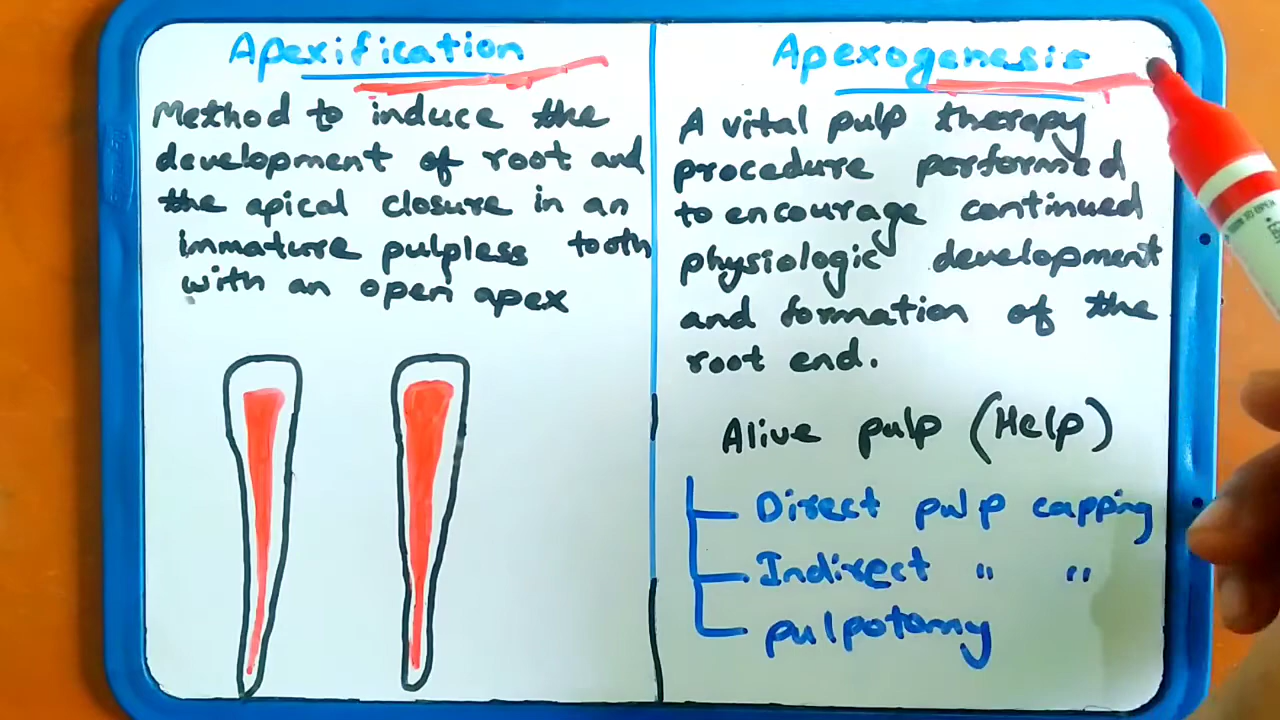 Apexification
Method to induce the
development of root and
the apical closure in an
immature pulpless tooth
with an open apex
Apexogenesis
A vital pulp therapy
procedure performed
to encourage continued
physiologic development
and formation of the
root end.
Alive pulp (Help)
Direct pulp capping
Indirect " "
pulpotomy